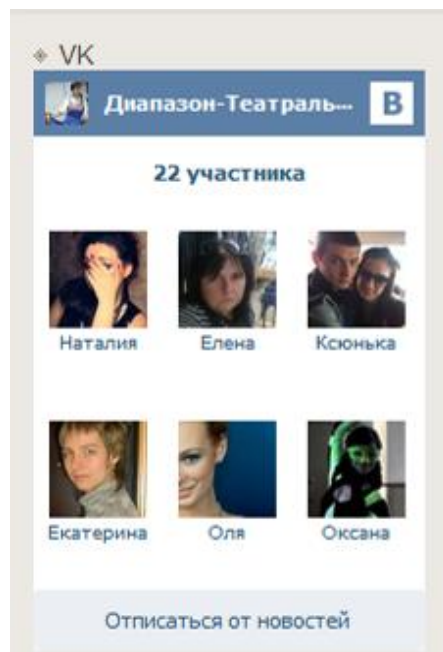 VK
Диапазон-Театраль...
В
22 участника
Наталия
Елена
Ксюнька
Екатерина
Оля
Оксана
Отписаться от новостей